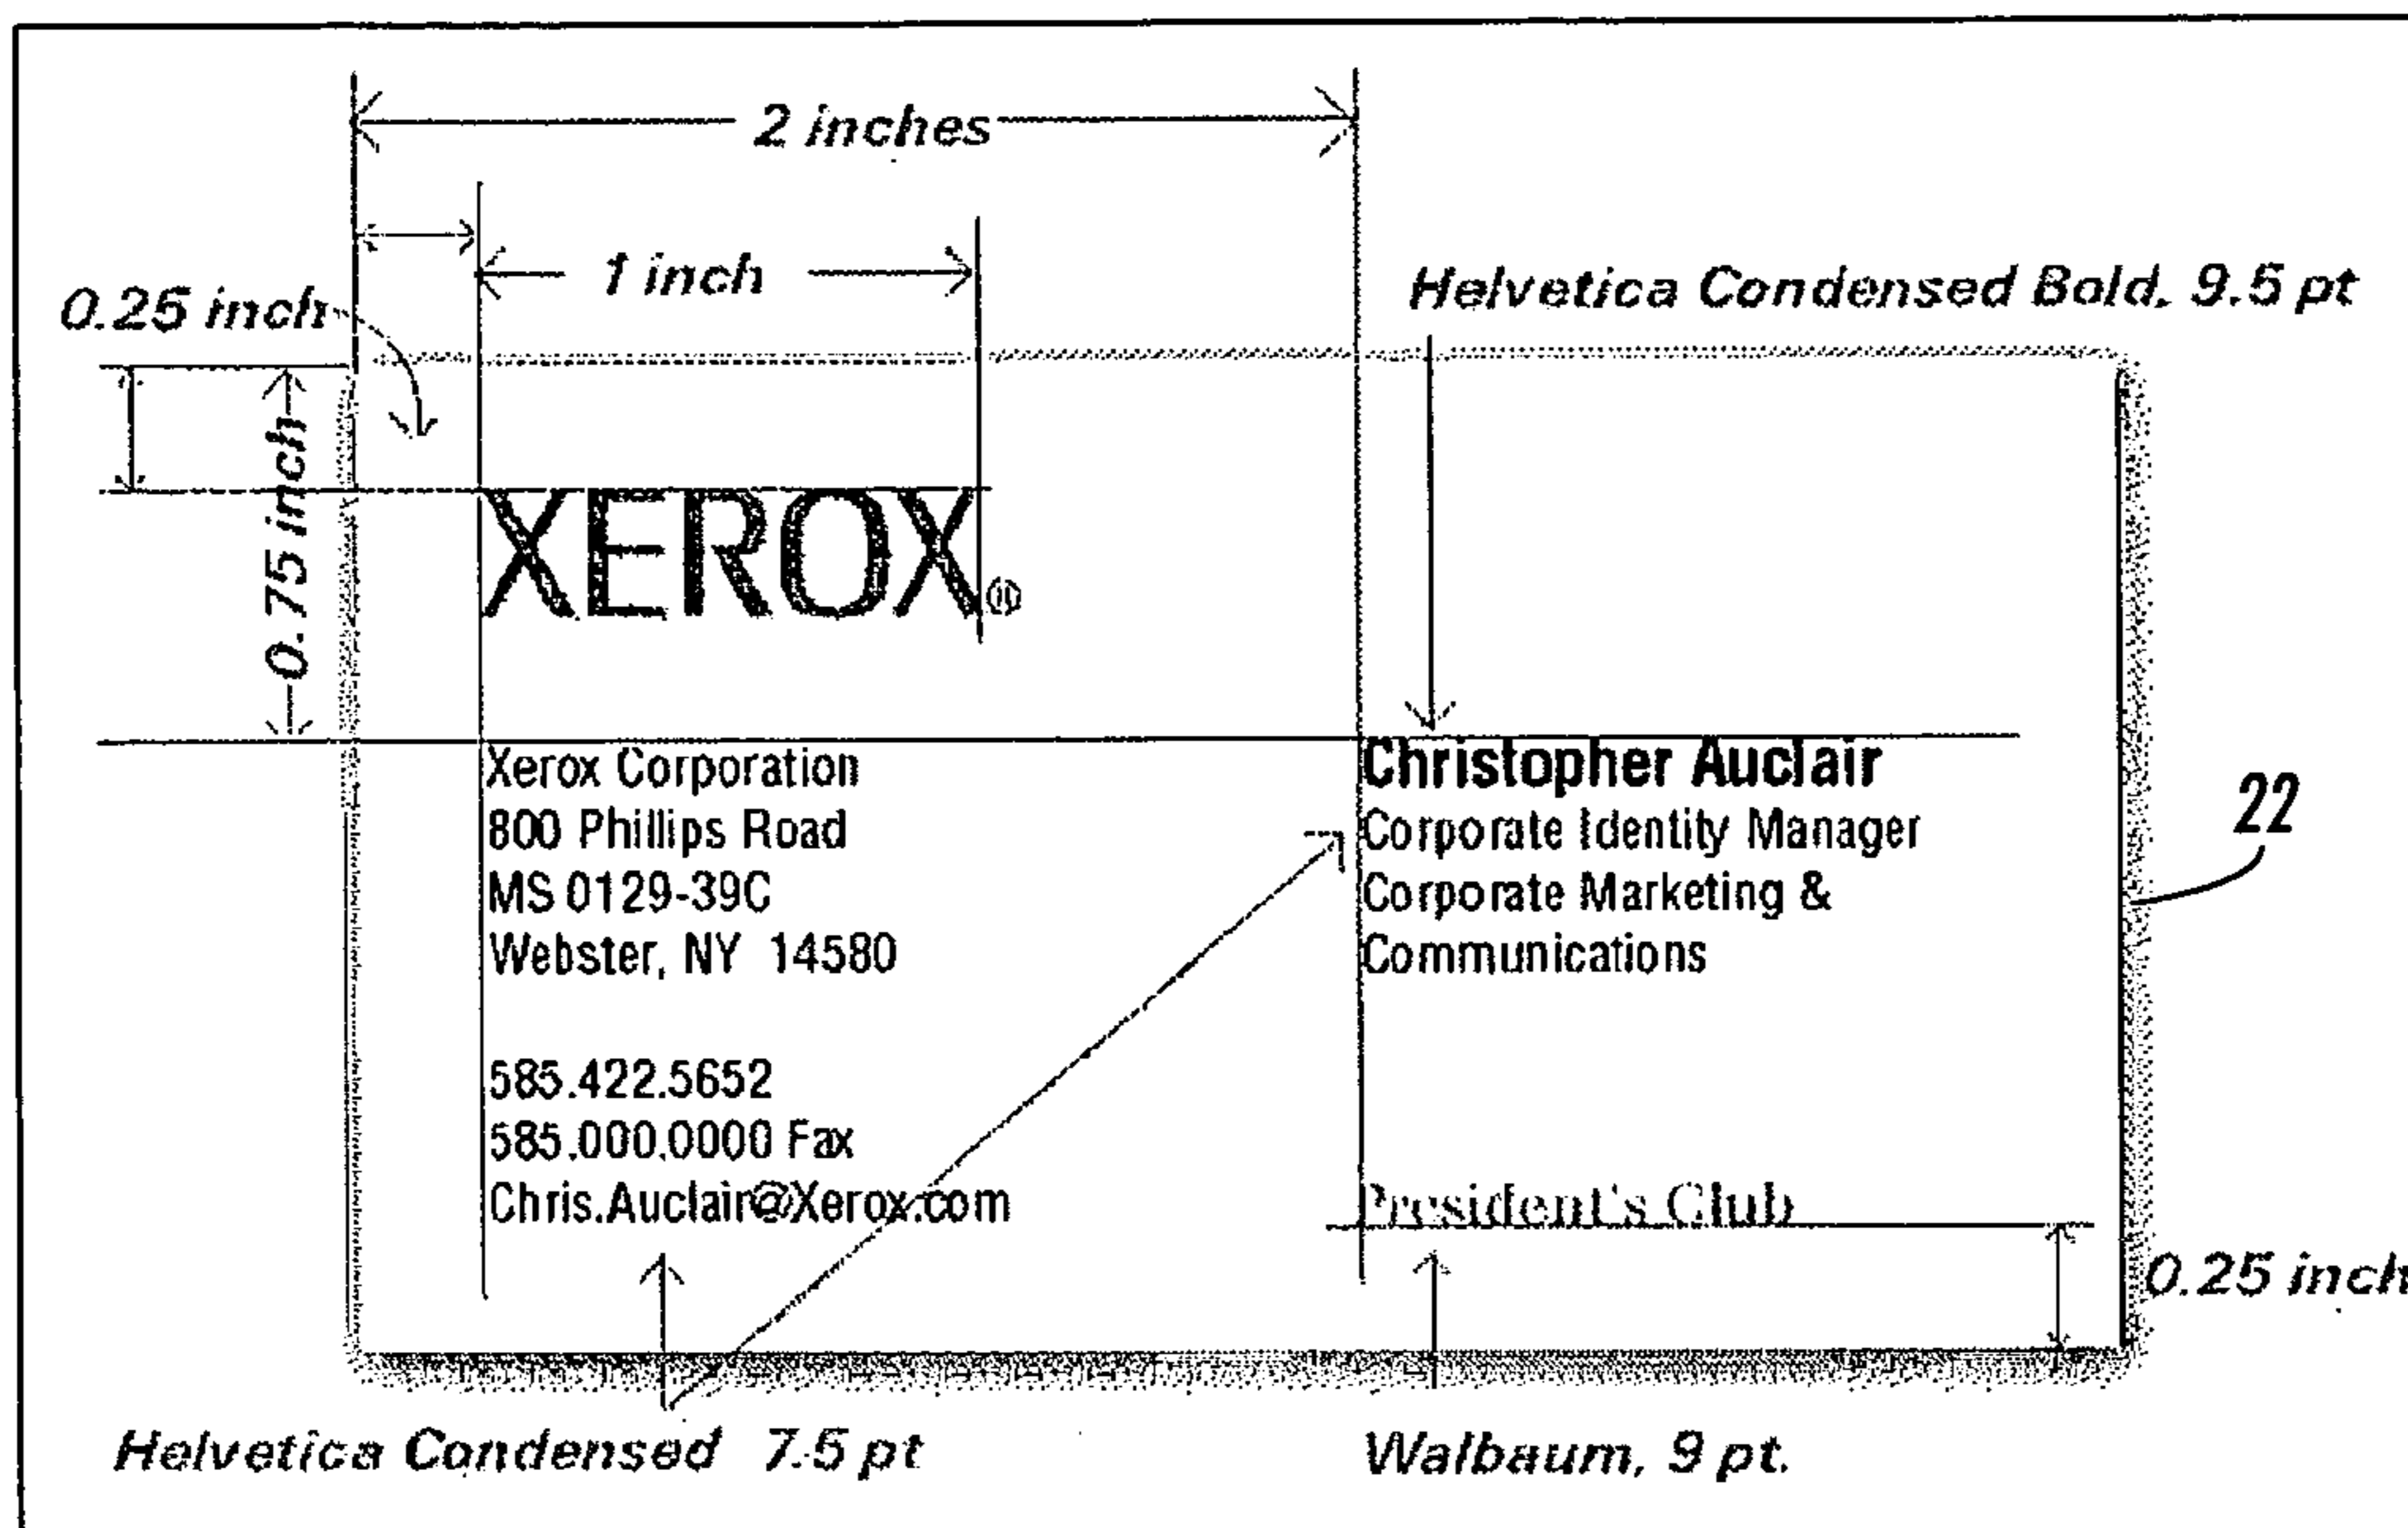 2 inches
1 inch
0.25 inch
Helvetica Condensed Bold, 9.5 pt
0.75 inch
XEROX®
Xerox Corporation
800 Phillips Road
MS 0129-39C
Webster, NY 14580
585.422.5652
585.000.0000 Fax
Chris.Auclair@Xerox.com
Christopher Auclair
Corporate Identity Manager
Corporate Marketing &
Communications
22
President's Club
0.25 inch
Helvetica Condensed 7.5 pt
Walbaum, 9 pt.